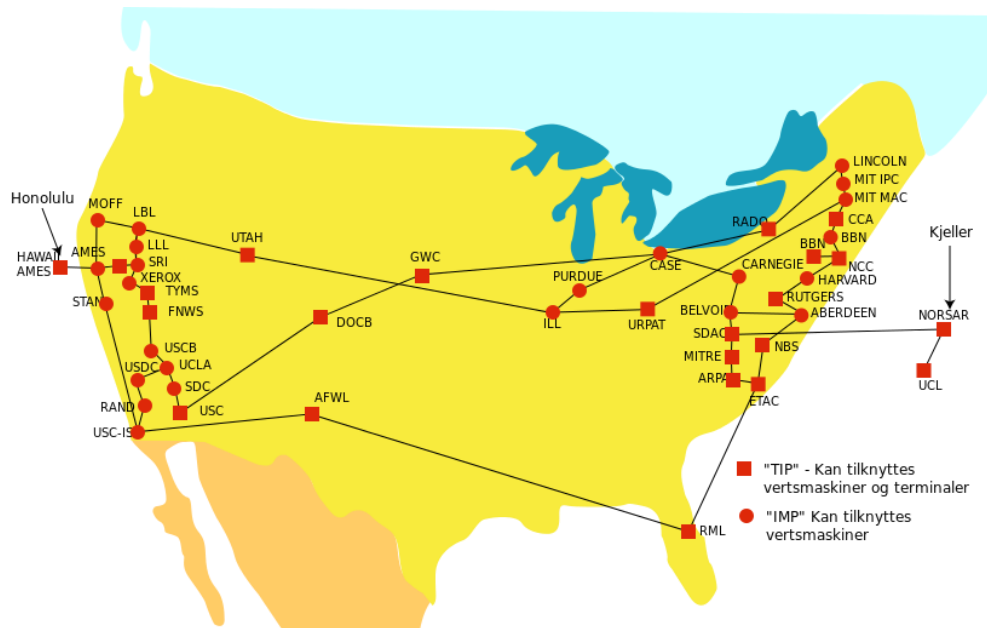 Honolulu
MOFF
LBL
HAWAII
AMES
AMES
LLL
SRI
XEROX
TYMS
STAN
FNWS
USCB
USDC
UCLA
SDC
RAND
USC
USC-IS
UTAH
GWC
DOCB
AFWL
PURDUE
ILL
URPAT
CASE
RADO
LINCOLN
MIT IPC
MIT MAC
CCA
BBN
BBN
NCC
HARVARD
CARNEGIE
RUTGERS
BELVOI
ABERDEEN
SDAC
NBS
MITRE
ARPA
ETAC
RML
Kjeller
NORSAR
UCL
"TIP" - Kan tilknyttes
vertsmaskiner og terminaler
"IMP" Kan tilknyttes
vertsmaskiner